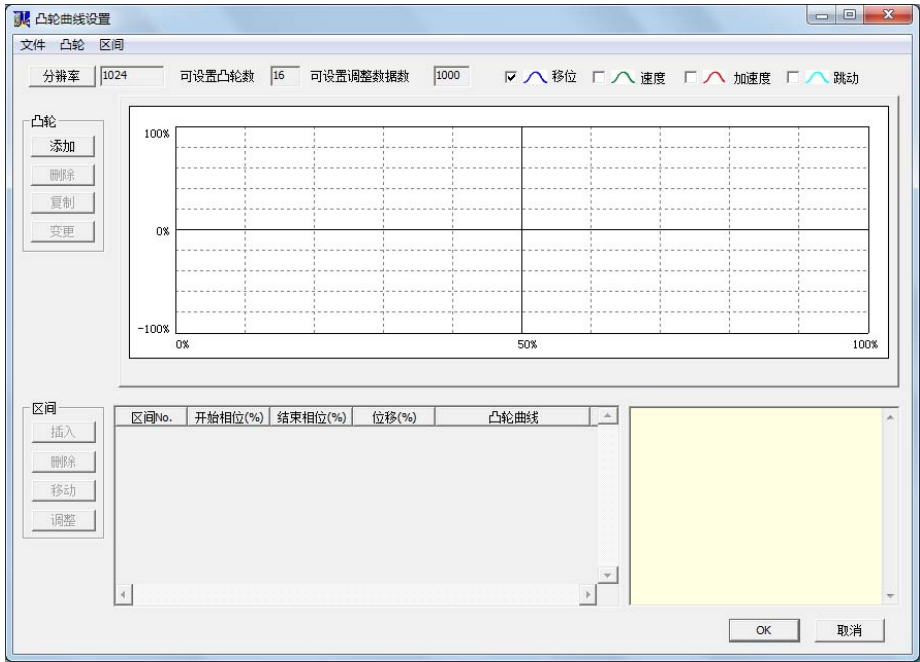 凸轮曲线设置
文件 凸轮 区间
分辨率 1024 可设置凸轮数 16 可设置调整数据数 1000 移位 速度 加速度 跳动
凸轮
添加
删除
复制
变更
100%
0%
-100%
0% 50% 100%
区间
插入
删除
移动
调整
区间No. 开始相位(%) 结束相位(%) 位移(%) 凸轮曲线
OK 取消